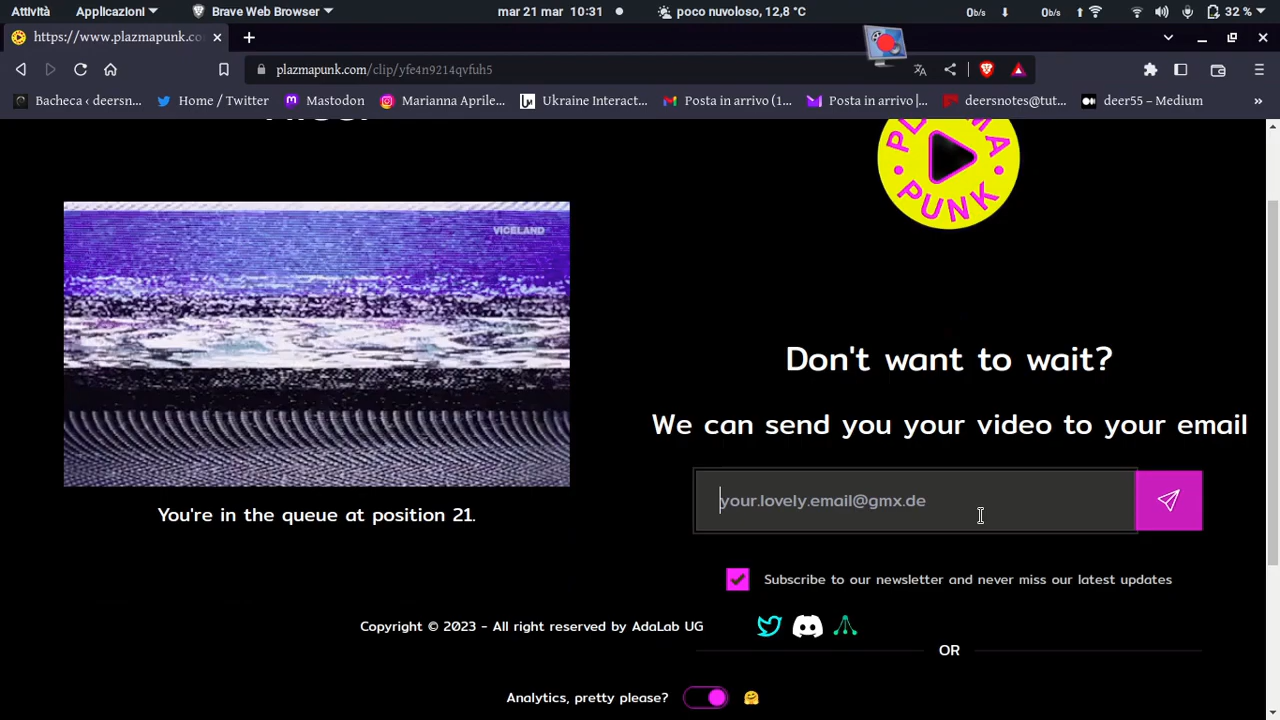 Attività Applicazioni Brave Web Browser mar 21 mar 10:31 poco nuvoloso, 12,8 °C 0b/s 0b/s 32 %
https://www.plazmapunk.co
plazmapunk.com/clip/yfe4n9214qvfuh5
Bacheca ‹ deersn... Home / Twitter Mastodon Marianna Aprile... Ukraine Interact... Posta in arrivo (1... Posta in arrivo |... deersnotes@tut... deer55 – Medium »
PLAZMA
PUNK
VICELAND
Don't want to wait?
We can send you your video to your email
your.lovely.email@gmx.de
You're in the queue at position 21.
Subscribe to our newsletter and never miss our latest updates
Copyright © 2023 - All right reserved by AdaLab UG
OR
Analytics, pretty please?